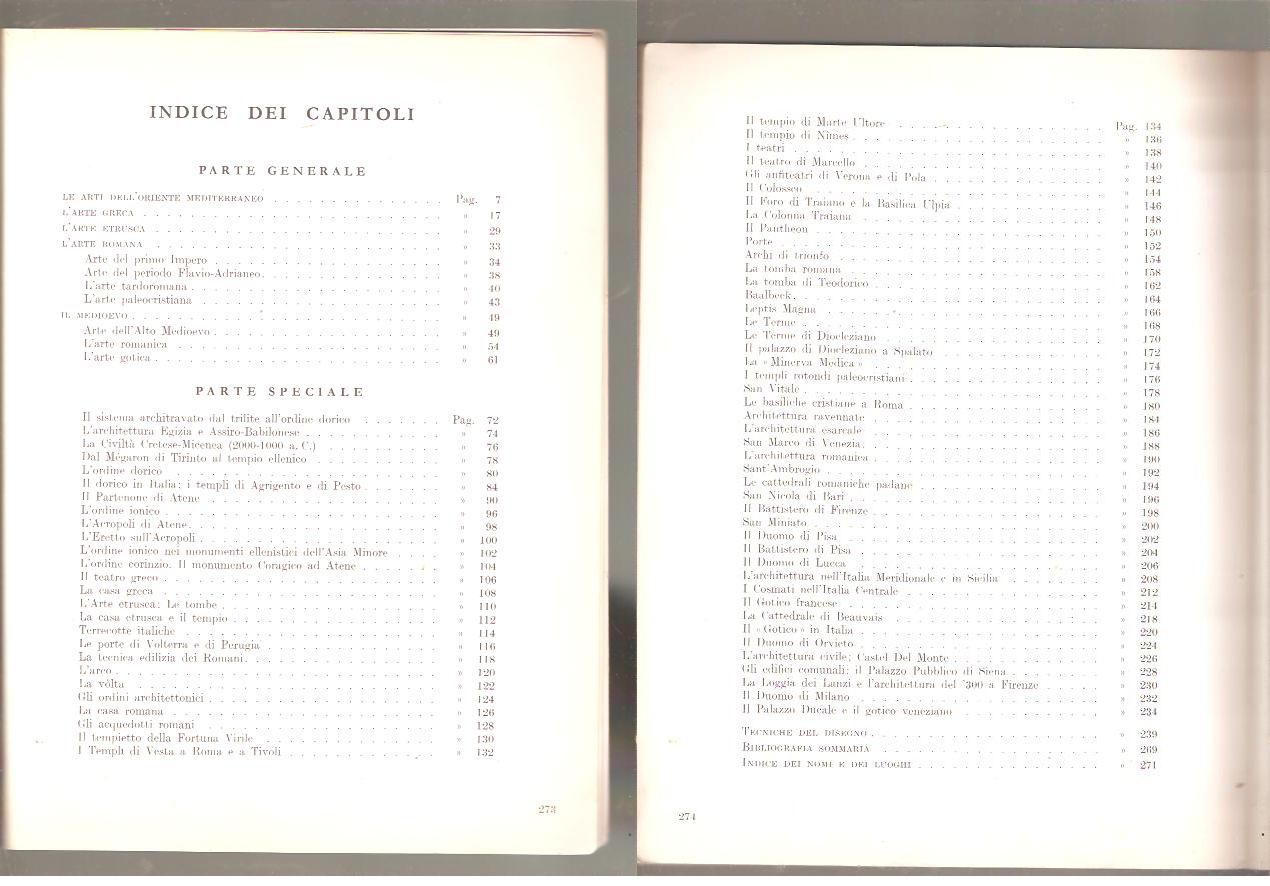 INDICE DEI CAPITOLI
PARTE GENERALE
LE ARTI DELL'ORIENTE MEDITERRANEO . . . Pag. 7
L'ARTE GRECA . . . » 17
L'ARTE ETRUSCA . . . » 29
L'ARTE ROMANA . . . » 33
Arte del primo Impero . . . » 34
Arte del periodo Flavio-Adrianeo . . . » 38
L'arte tardoromana . . . » 40
L'arte paleocristiana . . . » 43
IL MEDIOEVO . . . » 49
Arte dell'Alto Medioevo . . . » 49
L'arte romanica . . . » 54
L'arte gotica . . . » 61
PARTE SPECIALE
Il sistema architravato dal trilite all'ordine dorico . . . Pag. 72
L'architettura Egizia e Assiro-Babilonese . . . » 74
La Civiltà Cretese-Micenea (2000-1000 a. C.) . . . » 76
Dal Mégaron di Tirinto al tempio ellenico . . . » 78
L'ordine dorico . . . » 80
Il dorico in Italia; i templi di Agrigento e di Pesto . . . » 84
Il Partenone di Atene . . . » 90
L'ordine ionico . . . » 96
L'Acropoli di Atene . . . » 98
L'Eretto sull'Acropoli . . . » 100
L'ordine ionico nei monumenti ellenistici dell'Asia Minore . . . » 102
L'ordine corinzio. Il monumento Coragico ad Atene . . . » 104
Il teatro greco . . . » 106
La casa greca . . . » 108
L'Arte etrusca: Le tombe . . . » 110
La casa etrusca e il tempio . . . » 112
Terrecotte italiche . . . » 114
Le porte di Volterra e di Perugia . . . » 116
La tecnica edilizia dei Romani . . . » 118
L'arco . . . » 120
La vòlta . . . » 122
Gli ordini architettonici . . . » 124
La casa romana . . . » 126
Gli acquedotti romani . . . » 128
Il tempietto della Fortuna Virile . . . » 130
I Templi di Vesta a Roma e a Tivoli . . . » 132
273
Il tempio di Marte Ultore . . . Pag. 134
Il tempio di Nîmes . . . » 136
I teatri . . . » 138
Il teatro di Marcello . . . » 140
Gli anfiteatri di Verona e di Pola . . . » 142
Il Colosseo . . . » 144
Il Foro di Traiano e la Basilica Ulpia . . . » 146
La Colonna Traiana . . . » 148
Il Pantheon . . . » 150
Porte . . . » 152
Archi di trionfo . . . » 154
La tomba romana . . . » 158
La tomba di Teodorico . . . » 162
Baalbeck . . . » 164
Leptis Magna . . . » 166
Le Terme . . . » 168
Le Terme di Diocleziano . . . » 170
Il palazzo di Diocleziano a Spalato . . . » 172
La « Minerva Medica » . . . » 174
I templi rotondi paleocristiani . . . » 176
San Vitale . . . » 178
Le basiliche cristiane a Roma . . . » 180
Architettura ravennate . . . » 184
L'architettura esarcale . . . » 186
San Marco di Venezia . . . » 188
L'architettura romanica . . . » 190
Sant'Ambrogio . . . » 192
Le cattedrali romaniche padane . . . » 194
San Nicola di Bari . . . » 196
Il Battistero di Firenze . . . » 198
San Miniato . . . » 200
Il Duomo di Pisa . . . » 202
Il Battistero di Pisa . . . » 204
Il Duomo di Lucca . . . » 206
L'architettura nell'Italia Meridionale e in Sicilia . . . » 208
I Cosmati nell'Italia Centrale . . . » 212
Il Gotico francese . . . » 214
La Cattedrale di Beauvais . . . » 218
Il « Gotico » in Italia . . . » 220
Il Duomo di Orvieto . . . » 224
L'architettura civile; Castel Del Monte . . . » 226
Gli edifici comunali; il Palazzo Pubblico di Siena . . . » 228
La Loggia dei Lanzi e l'architettura del '300 a Firenze . . . » 230
Il Duomo di Milano . . . » 232
Il Palazzo Ducale e il gotico veneziano . . . » 234
TECNICHE DEL DISEGNO . . . » 239
BIBLIOGRAFIA SOMMARIA . . . » 269
INDICE DEI NOMI E DEI LUOGHI . . . » 271
274